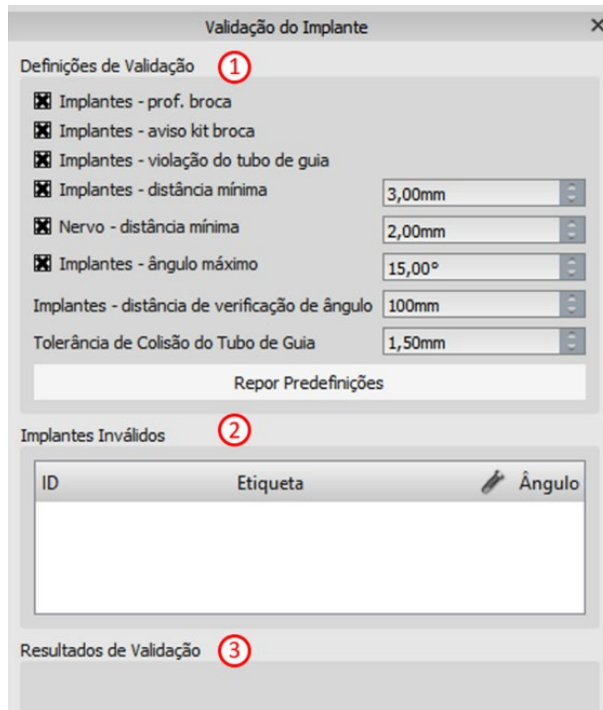 Validação do Implante
Definições de Validação 1
Implantes - prof. broca
Implantes - aviso kit broca
Implantes - violação do tubo de guia
Implantes - distância mínima 3,00mm
Nervo - distância mínima 2,00mm
Implantes - ângulo máximo 15,00°
Implantes - distância de verificação de ângulo 100mm
Tolerância de Colisão do Tubo de Guia 1,50mm
Repor Predefinições
Implantes Inválidos 2
ID Etiqueta Ângulo
Resultados de Validação 3